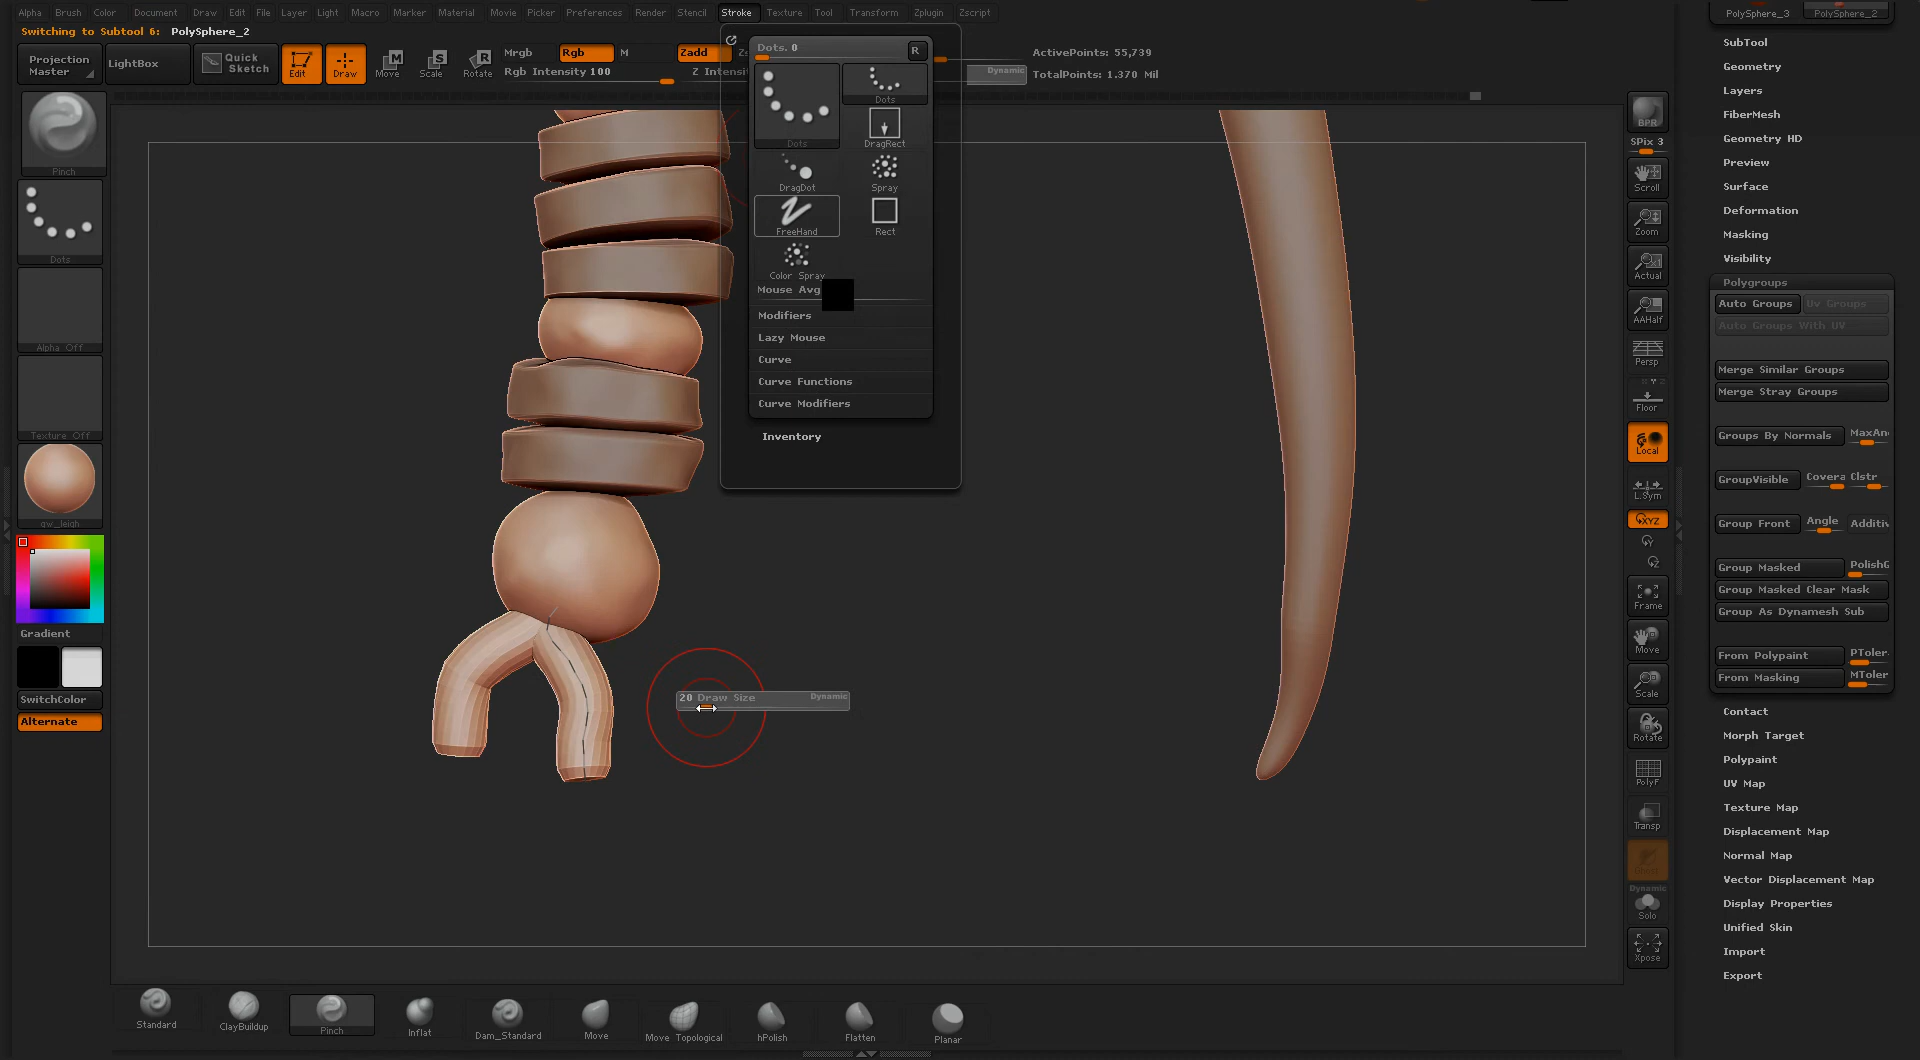 Alpha Brush Color Document Draw Edit File Layer Light Macro Marker Material Movie Picker Preferences Render Stencil Stroke Texture Tool Transform Zplugin Zscript
Switching to Subtool 6: PolySphere_2
Projection
Master
LightBox
Quick
Sketch
Edit
Draw
Move
Scale
Rotate
Mrgb Rgb M
Rgb Intensity 100
Zadd
Z Intensi
Dynamic
ActivePoints: 55,739
TotalPoints: 1.370 Mil
Pinch
Dots
Alpha Off
Texture Off
Gradient
SwitchColor
Alternate
Dots. 0
R
Dots
Dots
DragRect
DragDot
Spray
FreeHand
Rect
Color Spray
Mouse Avg
Modifiers
Lazy Mouse
Curve
Curve Functions
Curve Modifiers
Inventory
20 Draw Size Dynamic
Standard
ClayBuildup
Pinch
Inflat
Dam_Standard
Move
Move Topological
hPolish
Flatten
Planar
BPR
SPix 3
Scroll
Zoom
Actual
AAHalf
Persp
Floor
Local
L.Sym
XYZ
Y
Z
Frame
Move
Scale
Rotate
PolyF
Transp
Dynamic
Solo
Xpose
PolySphere_3 PolySphere_2
SubTool
Geometry
Layers
FiberMesh
Geometry HD
Preview
Surface
Deformation
Masking
Visibility
Polygroups
Auto Groups Uv Groups
Auto Groups With UV
Merge Similar Groups
Merge Stray Groups
Groups By Normals MaxAn
GroupVisible Covera Clstr
Group Front Angle Additiv
Group Masked PolishG
Group Masked Clear Mask
Group As Dynamesh Sub
From Polypaint PToler
From Masking MToler
Contact
Morph Target
Polypaint
UV Map
Texture Map
Displacement Map
Normal Map
Vector Displacement Map
Display Properties
Unified Skin
Import
Export